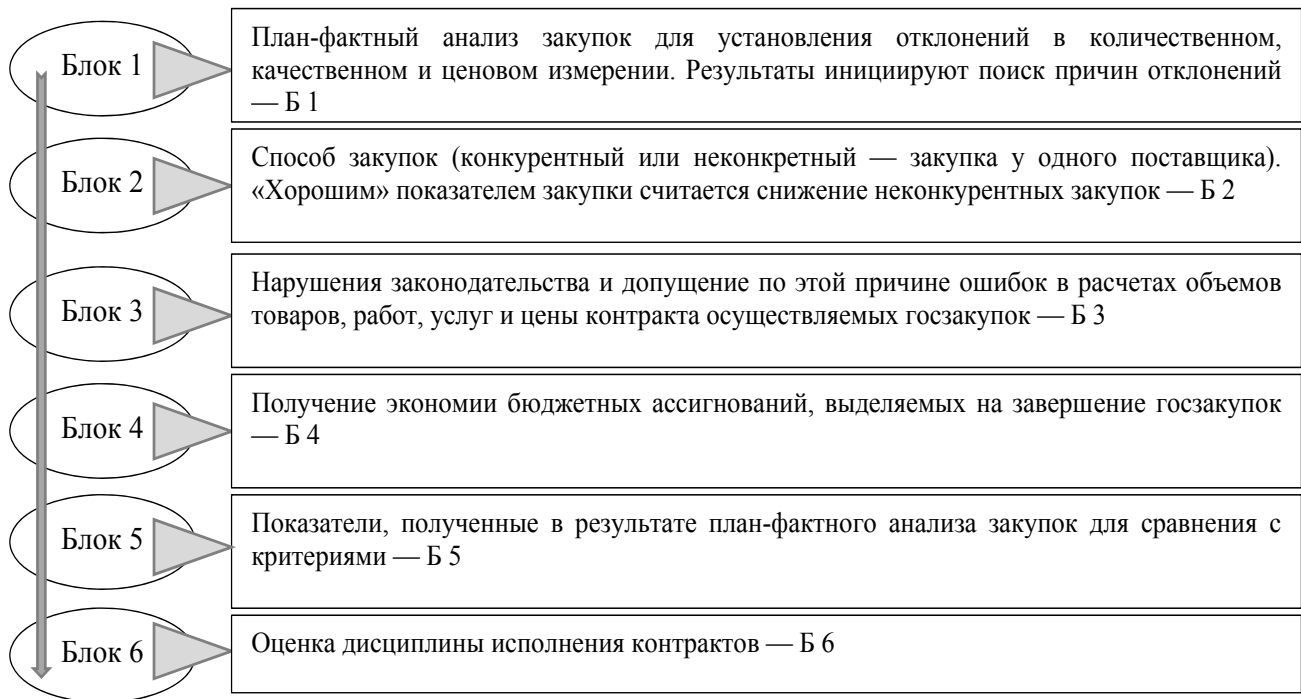 Блок 1
План-фактный анализ закупок для установления отклонений в количественном,
качественном и ценовом измерении. Результаты инициируют поиск причин отклонений
— Б 1
Блок 2
Способ закупок (конкурентный или неконкретный — закупка у одного поставщика).
«Хорошим» показателем закупки считается снижение неконкурентных закупок — Б 2
Блок 3
Нарушения законодательства и допущение по этой причине ошибок в расчетах объемов
товаров, работ, услуг и цены контракта осуществляемых госзакупок — Б 3
Блок 4
Получение экономии бюджетных ассигнований, выделяемых на завершение госзакупок
— Б 4
Блок 5
Показатели, полученные в результате план-фактного анализа закупок для сравнения с
критериями — Б 5
Блок 6
Оценка дисциплины исполнения контрактов — Б 6